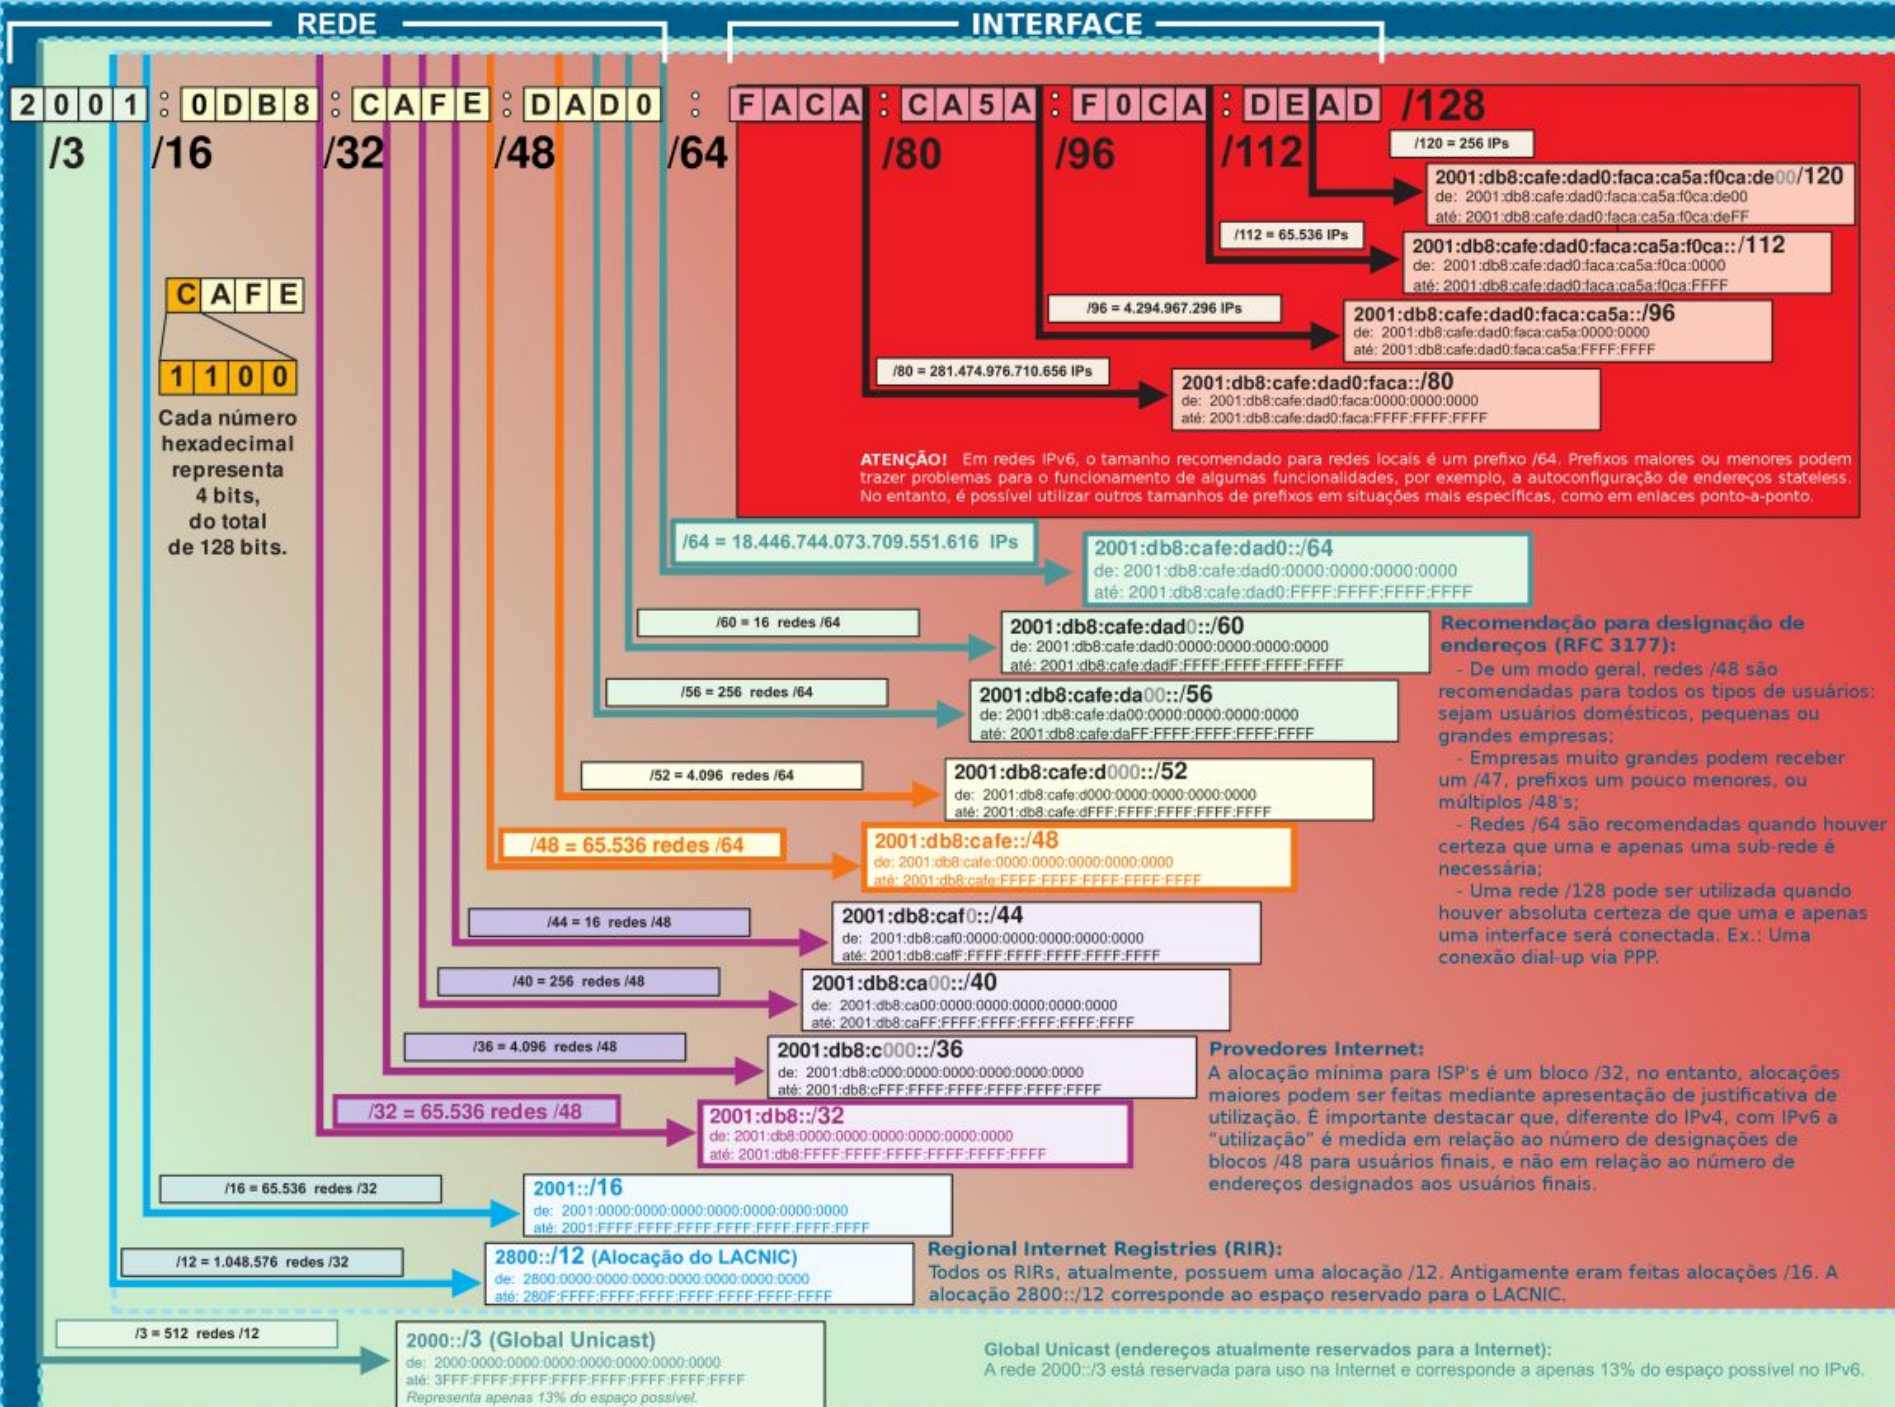 REDE
INTERFACE
2001:0DB8:CAFE:DAD0:FACA:CA5A:F0CA:DEAD /128
/3 /16 /32 /48 /64 /80 /96 /112
/120 = 256 IPs
2001:db8:cafe:dad0:faca:ca5a:f0ca:de00/120
de: 2001:db8:cafe:dad0:faca:ca5a:f0ca:de00
até: 2001:db8:cafe:dad0:faca:ca5a:f0ca:deFF
/112 = 65.536 IPs
2001:db8:cafe:dad0:faca:ca5a:f0ca::/112
de: 2001:db8:cafe:dad0:faca:ca5a:f0ca:0000
até: 2001:db8:cafe:dad0:faca:ca5a:f0ca:FFFF
/96 = 4.294.967.296 IPs
2001:db8:cafe:dad0:faca:ca5a::/96
de: 2001:db8:cafe:dad0:faca:ca5a:0000:0000
até: 2001:db8:cafe:dad0:faca:ca5a:FFFF:FFFF
/80 = 281.474.976.710.656 IPs
2001:db8:cafe:dad0:faca::/80
de: 2001:db8:cafe:dad0:faca:0000:0000:0000
até: 2001:db8:cafe:dad0:faca:FFFF:FFFF:FFFF
ATENÇÃO! Em redes IPv6, o tamanho recomendado para redes locais é um prefixo /64. Prefixos maiores ou menores podem
trazer problemas para o funcionamento de algumas funcionalidades, por exemplo, a autoconfiguração de endereços stateless.
No entanto, é possível utilizar outros tamanhos de prefixos em situações mais específicas, como em enlaces ponto-a-ponto.
CAFE
1100
Cada número
hexadecimal
representa
4 bits,
do total
de 128 bits.
/64 = 18.446.744.073.709.551.616 IPs
2001:db8:cafe:dad0::/64
de: 2001:db8:cafe:dad0:0000:0000:0000:0000
até: 2001:db8:cafe:dad0:FFFF:FFFF:FFFF:FFFF
/60 = 16 redes /64
2001:db8:cafe:dad0::/60
de: 2001:db8:cafe:dad0:0000:0000:0000:0000
até: 2001:db8:cafe:dadF:FFFF:FFFF:FFFF:FFFF
/56 = 256 redes /64
2001:db8:cafe:da00::/56
de: 2001:db8:cafe:da00:0000:0000:0000:0000
até: 2001:db8:cafe:daFF:FFFF:FFFF:FFFF:FFFF
/52 = 4.096 redes /64
2001:db8:cafe:d000::/52
de: 2001:db8:cafe:d000:0000:0000:0000:0000
até: 2001:db8:cafe:dFFF:FFFF:FFFF:FFFF:FFFF
/48 = 65.536 redes /64
2001:db8:cafe::/48
de: 2001:db8:cafe:0000:0000:0000:0000:0000
até: 2001:db8:cafe:FFFF:FFFF:FFFF:FFFF:FFFF
Recomendação para designação de
endereços (RFC 3177):
- De um modo geral, redes /48 são
recomendadas para todos os tipos de usuários:
sejam usuários domésticos, pequenas ou
grandes empresas;
- Empresas muito grandes podem receber
um /47, prefixos um pouco menores, ou
múltiplos /48's;
- Redes /64 são recomendadas quando houver
certeza que uma e apenas uma sub-rede é
necessária;
- Uma rede /128 pode ser utilizada quando
houver absoluta certeza de que uma e apenas
uma interface será conectada. Ex.: Uma
conexão dial-up via PPP.
/44 = 16 redes /48
2001:db8:caf0::/44
de: 2001:db8:caf0:0000:0000:0000:0000:0000
até: 2001:db8:cafF:FFFF:FFFF:FFFF:FFFF:FFFF
/40 = 256 redes /48
2001:db8:ca00::/40
de: 2001:db8:ca00:0000:0000:0000:0000:0000
até: 2001:db8:caFF:FFFF:FFFF:FFFF:FFFF:FFFF
/36 = 4.096 redes /48
2001:db8:c000::/36
de: 2001:db8:c000:0000:0000:0000:0000:0000
até: 2001:db8:cFFF:FFFF:FFFF:FFFF:FFFF:FFFF
/32 = 65.536 redes /48
2001:db8::/32
de: 2001:db8:0000:0000:0000:0000:0000:0000
até: 2001:db8:FFFF:FFFF:FFFF:FFFF:FFFF:FFFF
Provedores Internet:
A alocação mínima para ISP's é um bloco /32, no entanto, alocações
maiores podem ser feitas mediante apresentação de justificativa de
utilização. É importante destacar que, diferente do IPv4, com IPv6 a
"utilização" é medida em relação ao número de designações de
blocos /48 para usuários finais, e não em relação ao número de
endereços designados aos usuários finais.
/16 = 65.536 redes /32
2001::/16
de: 2001:0000:0000:0000:0000:0000:0000:0000
até: 2001:FFFF:FFFF:FFFF:FFFF:FFFF:FFFF:FFFF
/12 = 1.048.576 redes /32
2800::/12 (Alocação do LACNIC)
de: 2800:0000:0000:0000:0000:0000:0000:0000
até: 280F:FFFF:FFFF:FFFF:FFFF:FFFF:FFFF:FFFF
Regional Internet Registries (RIR):
Todos os RIRs, atualmente, possuem uma alocação /12. Antigamente eram feitas alocações /16. A
alocação 2800::/12 corresponde ao espaço reservado para o LACNIC.
/3 = 512 redes /12
2000::/3 (Global Unicast)
de: 2000:0000:0000:0000:0000:0000:0000:0000
até: 3FFF:FFFF:FFFF:FFFF:FFFF:FFFF:FFFF:FFFF
Representa apenas 13% do espaço possível.
Global Unicast (endereços atualmente reservados para a Internet):
A rede 2000::/3 está reservada para uso na Internet e corresponde a apenas 13% do espaço possível no IPv6.